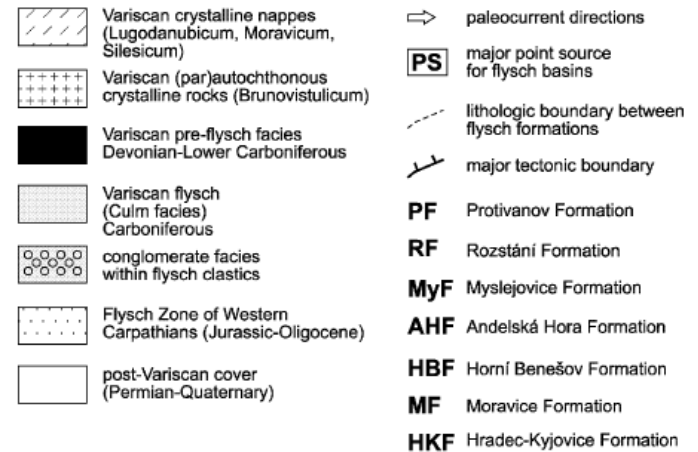 Variscan crystalline nappes
(Lugodanubicum, Moravicum,
Silesicum)
Variscan (par)autochthonous
crystalline rocks (Brunovistulicum)
Variscan pre-flysch facies
Devonian-Lower Carboniferous
Variscan flysch
(Culm facies)
Carboniferous
conglomerate facies
within flysch clastics
Flysch Zone of Western
Carpathians (Jurassic-Oligocene)
post-Variscan cover
(Permian-Quaternary)
paleocurrent directions
PS major point source
for flysch basins
lithologic boundary between
flysch formations
major tectonic boundary
PF Protivanov Formation
RF Rozstání Formation
MyF Myslejovice Formation
AHF Andelská Hora Formation
HBF Horní Benešov Formation
MF Moravice Formation
HKF Hradec-Kyjovice Formation